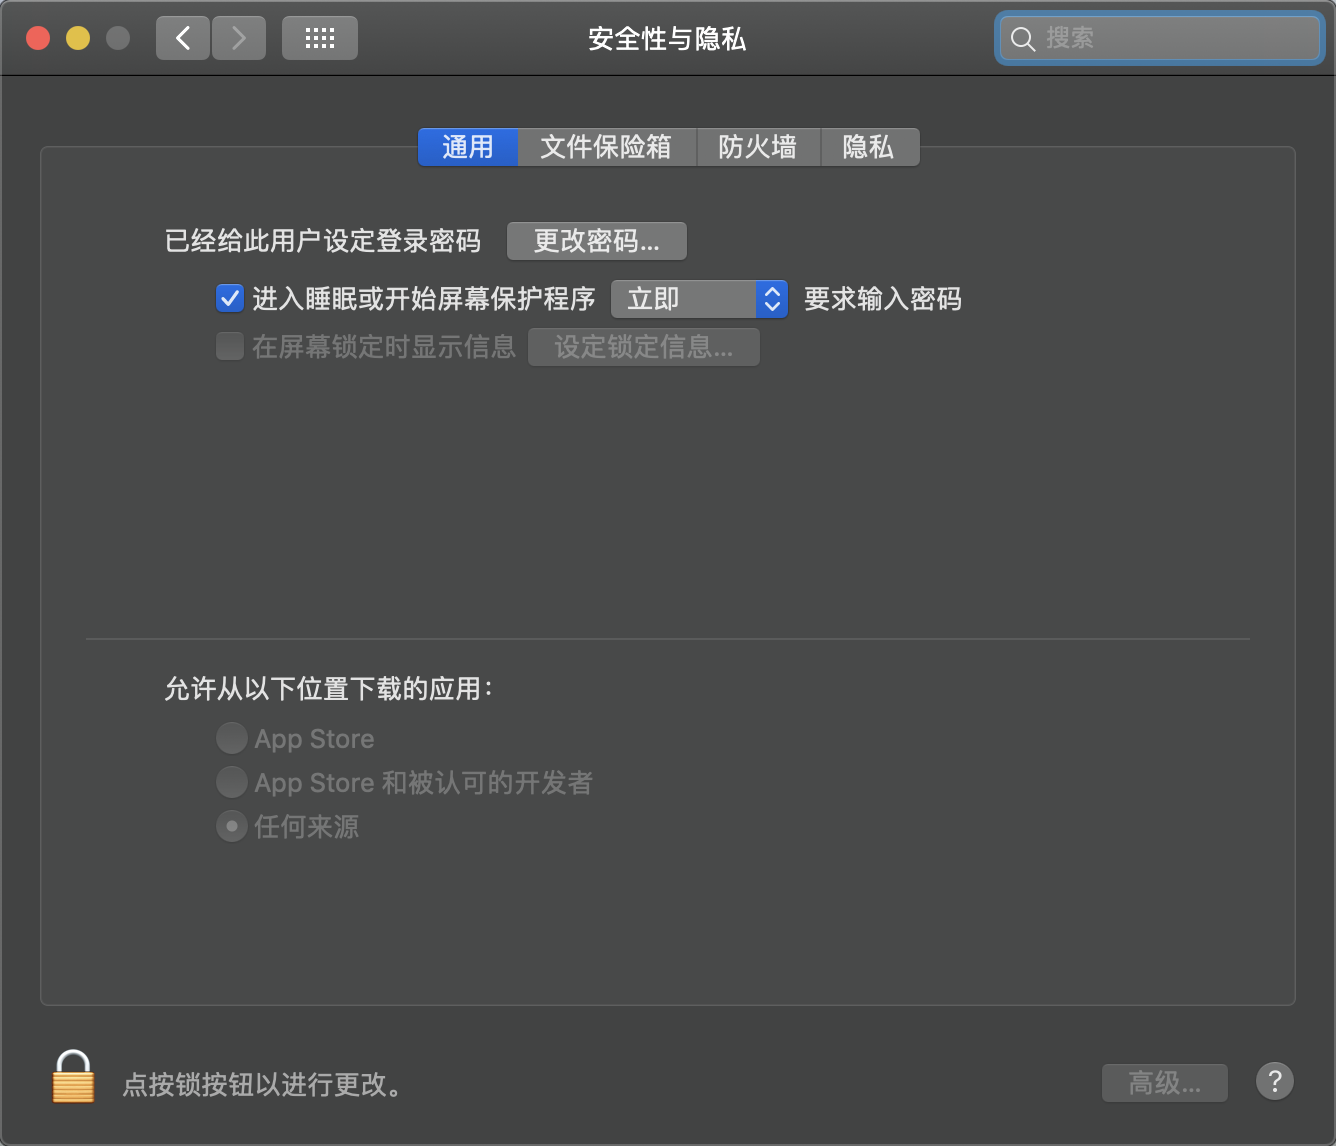 安全性与隐私
搜索
通用 文件保险箱 防火墙 隐私
已经给此用户设定登录密码 更改密码...
进入睡眠或开始屏幕保护程序 立即 要求输入密码
在屏幕锁定时显示信息 设定锁定信息...
允许从以下位置下载的应用：
App Store
App Store 和被认可的开发者
任何来源
点按锁按钮以进行更改。
高级... ?